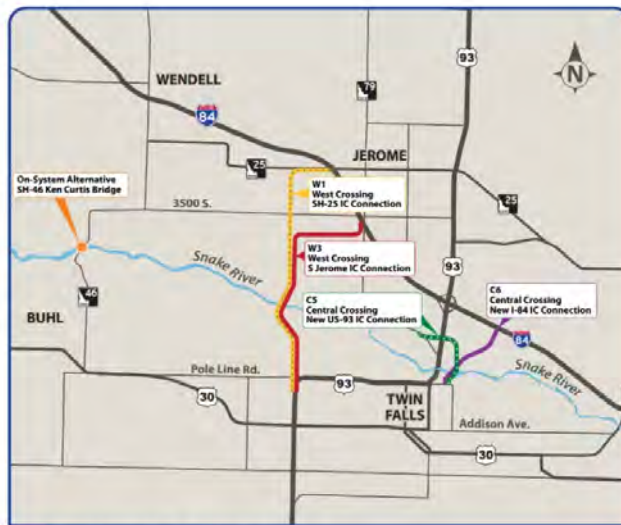 93
WENDELL
79
N
84
JEROME
25
On-System Alternative
SH-46 Ken Curtis Bridge
W1
West Crossing
SH-25 IC Connection
25
3500 S.
W3
West Crossing
S Jerome IC Connection
93
Snake River
C6
Central Crossing
New I-84 IC Connection
46
C5
Central Crossing
New US-93 IC Connection
BUHL
84
Pole Line Rd.
93
Snake River
30
TWIN
FALLS
Addison Ave.
30